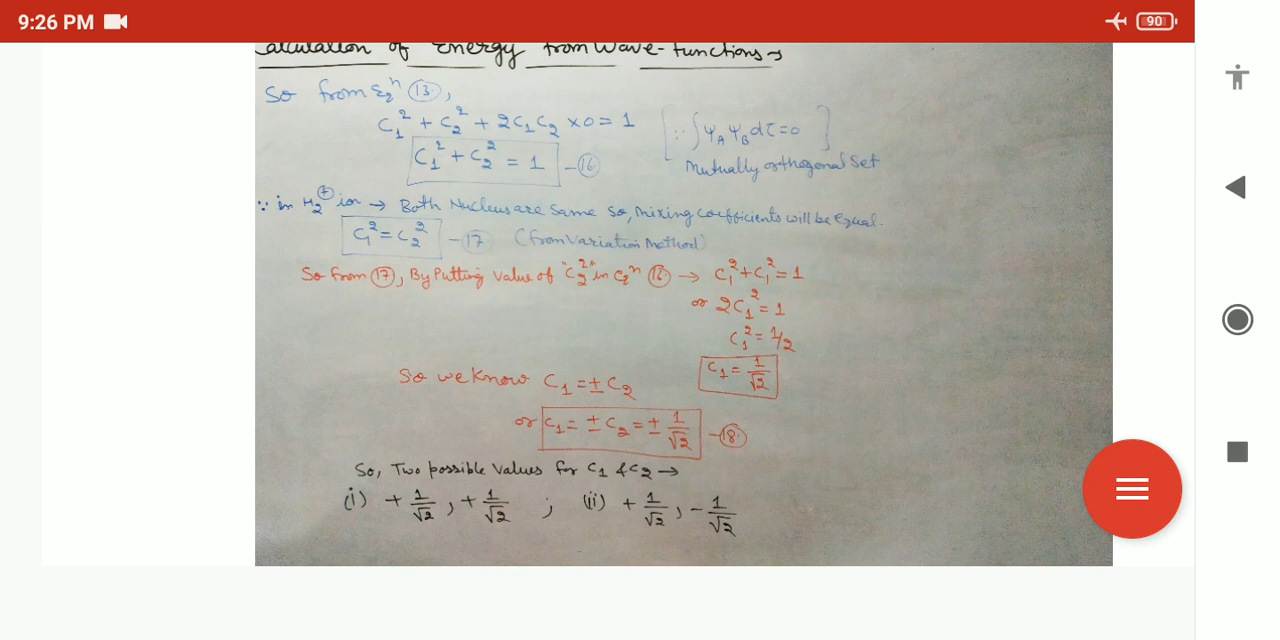 9:26 PM
90
Calculation of Energy from Wave-functions →
So from Eqn (13),
C₁² + C₂² + 2C₁C₂ × 0 = 1 [∵ ∫ψA ψB dτ = 0]
C₁² + C₂² = 1 - (16) Mutually orthogonal Set
∵ in H₂⁺ ion → Both Nucleus are same so, mixing coefficients will be equal.
C₁² = C₂² - (17) (from Variation Method)
So from (17), By Putting value of "C₂²" in Eqn (16) → C₁² + C₁² = 1
or 2C₁² = 1
C₁² = 1/2
C₁ = 1/√2
So we know C₁ = ± C₂
or C₁ = ± C₂ = ± 1/√2 - (18)
So, Two possible values for C₁ & C₂ →
(i) + 1/√2 , + 1/√2 ; (ii) + 1/√2 , - 1/√2